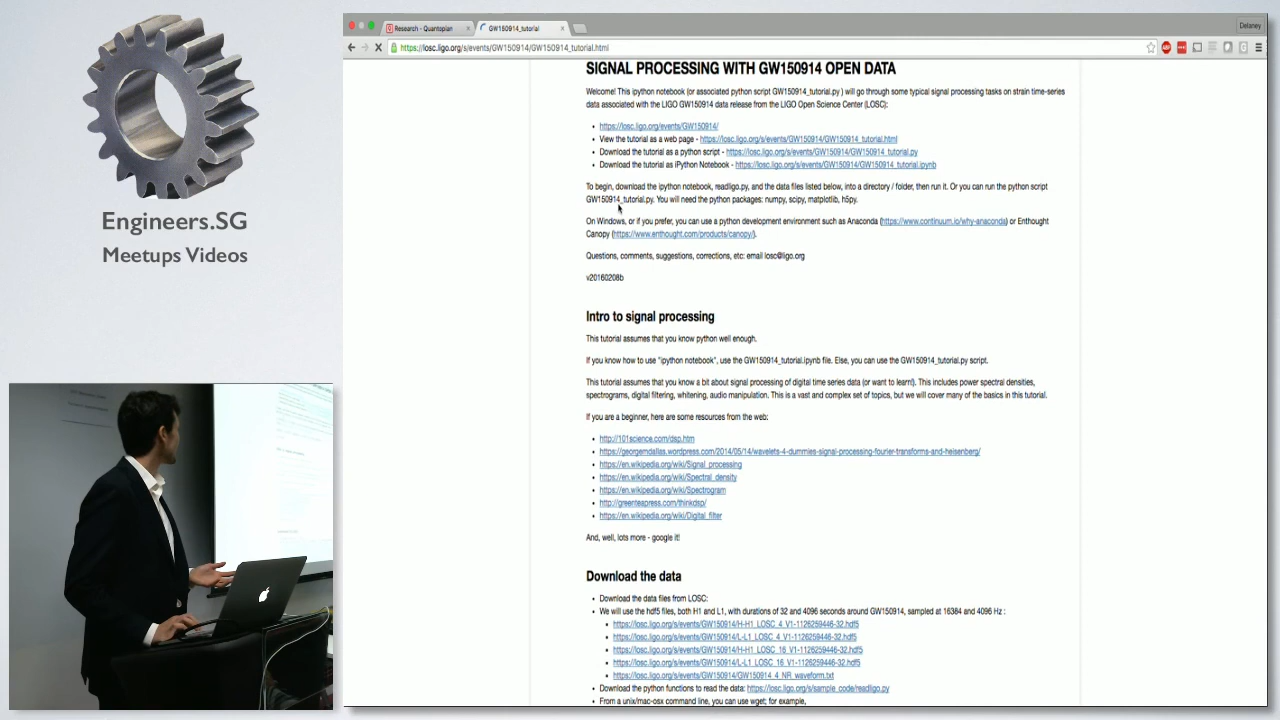 Engineers.SG
Meetups Videos
Research - Quantopian
GW150914_tutorial
Delaney
https://losc.ligo.org/s/events/GW150914/GW150914_tutorial.html
SIGNAL PROCESSING WITH GW150914 OPEN DATA
Welcome! This ipython notebook (or associated python script GW150914_tutorial.py ) will go through some typical signal processing tasks on strain time-series
data associated with the LIGO GW150914 data release from the LIGO Open Science Center (LOSC):
• https://losc.ligo.org/events/GW150914/
• View the tutorial as a web page - https://losc.ligo.org/s/events/GW150914/GW150914_tutorial.html
• Download the tutorial as a python script - https://losc.ligo.org/s/events/GW150914/GW150914_tutorial.py
• Download the tutorial as iPython Notebook - https://losc.ligo.org/s/events/GW150914/GW150914_tutorial.ipynb
To begin, download the ipython notebook, readligo.py, and the data files listed below, into a directory / folder, then run it. Or you can run the python script
GW150914_tutorial.py. You will need the python packages: numpy, scipy, matplotlib, h5py.
On Windows, or if you prefer, you can use a python development environment such as Anaconda (https://www.continuum.io/why-anaconda) or Enthought
Canopy (https://www.enthought.com/products/canopy/).
Questions, comments, suggestions, corrections, etc: email losc@ligo.org
v20160208b
Intro to signal processing
This tutorial assumes that you know python well enough.
If you know how to use "ipython notebook", use the GW150914_tutorial.ipynb file. Else, you can use the GW150914_tutorial.py script.
This tutorial assumes that you know a bit about signal processing of digital time series data (or want to learn!). This includes power spectral densities,
spectrograms, digital filtering, whitening, audio manipulation. This is a vast and complex set of topics, but we will cover many of the basics in this tutorial.
If you are a beginner, here are some resources from the web:
• http://101science.com/dsp.htm
• https://georgemdallas.wordpress.com/2014/05/14/wavelets-4-dummies-signal-processing-fourier-transforms-and-heisenberg/
• https://en.wikipedia.org/wiki/Signal_processing
• https://en.wikipedia.org/wiki/Spectral_density
• https://en.wikipedia.org/wiki/Spectrogram
• http://greenteapress.com/thinkdsp/
• https://en.wikipedia.org/wiki/Digital_filter
And, well, lots more - google it!
Download the data
• Download the data files from LOSC:
• We will use the hdf5 files, both H1 and L1, with durations of 32 and 4096 seconds around GW150914, sampled at 16384 and 4096 Hz :
▪ https://losc.ligo.org/s/events/GW150914/H-H1_LOSC_4_V1-1126259446-32.hdf5
▪ https://losc.ligo.org/s/events/GW150914/L-L1_LOSC_4_V1-1126259446-32.hdf5
▪ https://losc.ligo.org/s/events/GW150914/H-H1_LOSC_16_V1-1126259446-32.hdf5
▪ https://losc.ligo.org/s/events/GW150914/L-L1_LOSC_16_V1-1126259446-32.hdf5
▪ https://losc.ligo.org/s/events/GW150914/GW150914_4_NR_waveform.txt
• Download the python functions to read the data: https://losc.ligo.org/s/sample_code/readligo.py
• From a unix/mac-osx command line, you can use wget; for example,